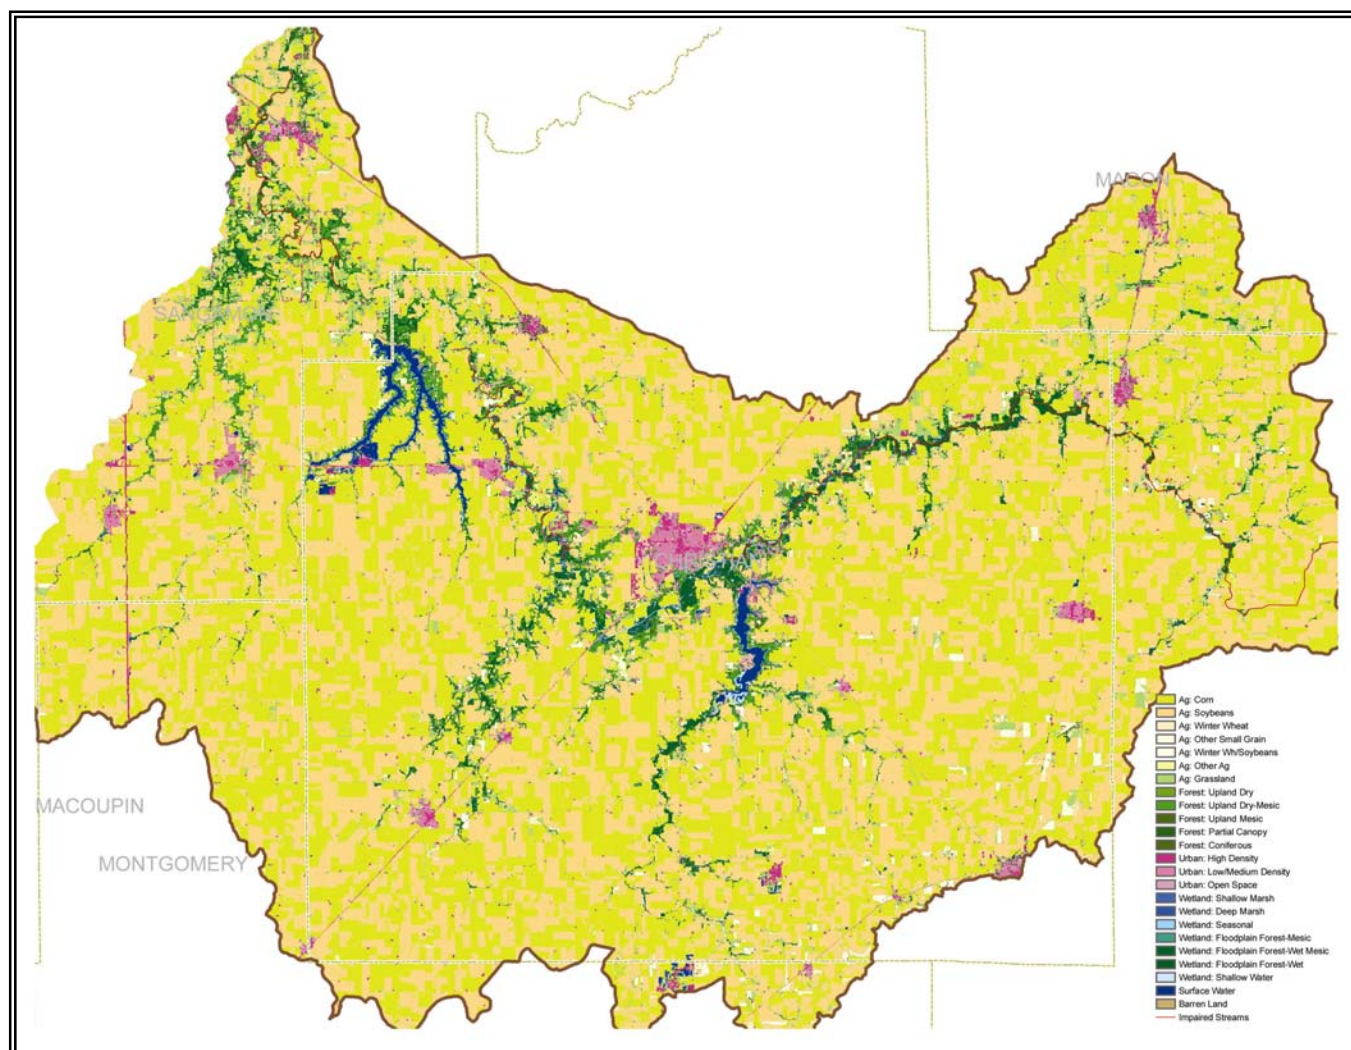 MACON
SANGAMON
CHRISTIAN
MACOUPIN
MONTGOMERY
Ag: Corn
Ag: Soybeans
Ag: Winter Wheat
Ag: Other Small Grain
Ag: Winter Wh/Soybeans
Ag: Other Ag
Ag: Grassland
Forest: Upland Dry
Forest: Upland Dry-Mesic
Forest: Upland Mesic
Forest: Partial Canopy
Forest: Coniferous
Urban: High Density
Urban: Low/Medium Density
Urban: Open Space
Wetland: Shallow Marsh
Wetland: Deep Marsh
Wetland: Seasonal
Wetland: Floodplain Forest-Mesic
Wetland: Floodplain Forest-Wet Mesic
Wetland: Floodplain Forest-Wet
Wetland: Shallow Water
Surface Water
Barren Land
Impaired Streams